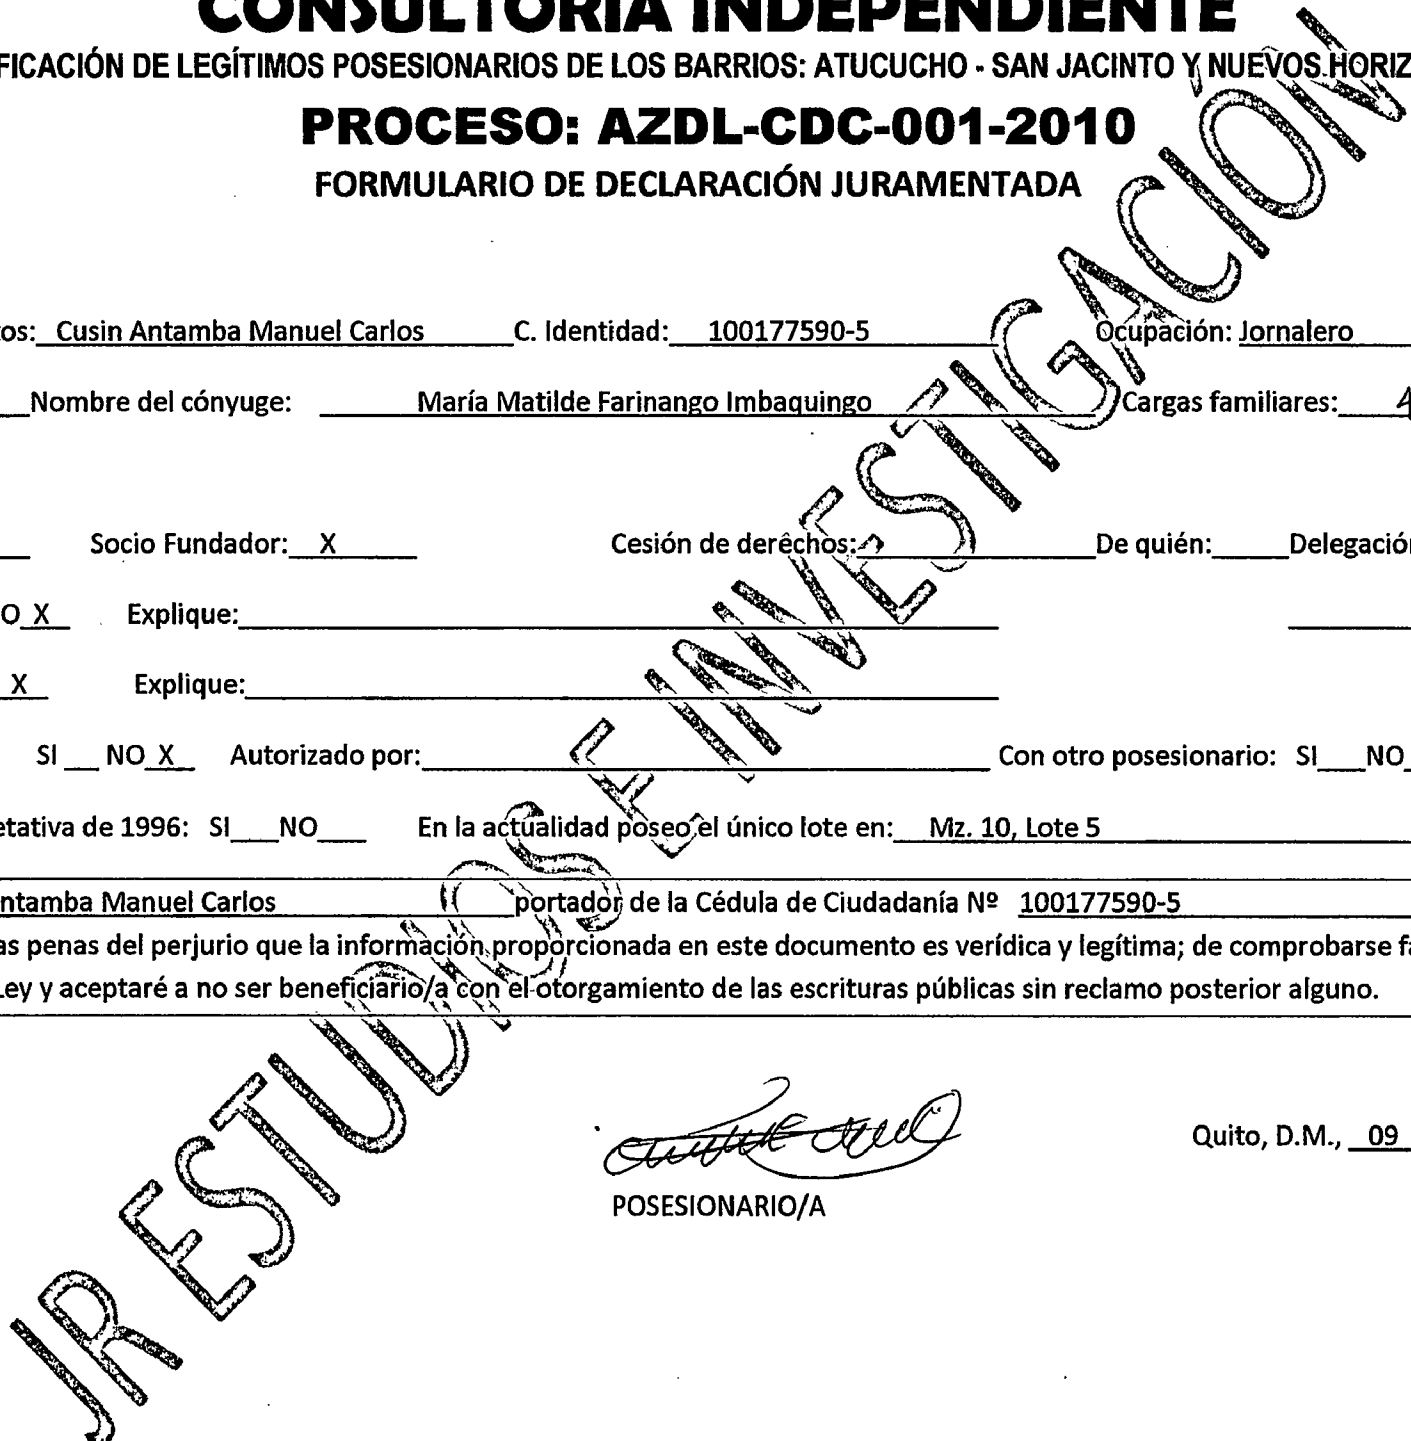 CONSULTORIA INDEPENDIENTE
FICACIÓN DE LEGÍTIMOS POSESIONARIOS DE LOS BARRIOS: ATUCUCHO - SAN JACINTO Y NUEVOS HORIZ
PROCESO: AZDL-CDC-001-2010
FORMULARIO DE DECLARACIÓN JURAMENTADA
os: Cusin Antamba Manuel Carlos C. Identidad: 100177590-5 Ocupación: Jornalero
Nombre del cónyuge: María Matilde Farinango Imbaquingo Cargas familiares: 4
Socio Fundador: X Cesión de derechos: De quién: Delegación
O X Explique:
X Explique:
SI NO X Autorizado por: Con otro posesionario: SI NO
etativa de 1996: SI NO En la actualidad poseo el único lote en: Mz. 10, Lote 5
ntamba Manuel Carlos portador de la Cédula de Ciudadanía Nº 100177590-5
as penas del perjurio que la información proporcionada en este documento es verídica y legítima; de comprobarse fa
Ley y aceptaré a no ser beneficiario/a con el otorgamiento de las escrituras públicas sin reclamo posterior alguno.
Quito, D.M., 09
POSESIONARIO/A
JR ESTUDIOS E INVESTIGACIÓN